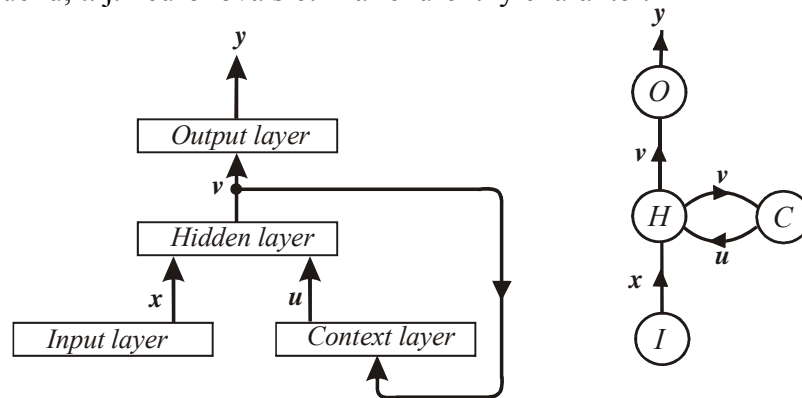 y
Output layer
v
Hidden layer
x
u
Input layer
Context layer
y
O
v
v
H
C
u
x
I